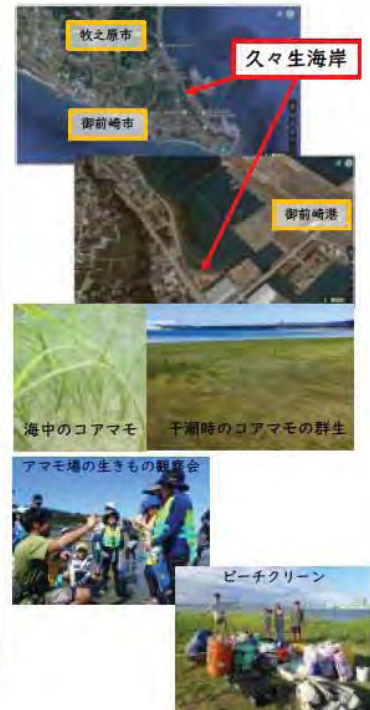 牧之原市
久々生海岸
御前崎市
御前崎港
海中のコアマモ
干潮時のコアマモの群生
アマモ場の生きもの観察会
ビーチクリーン